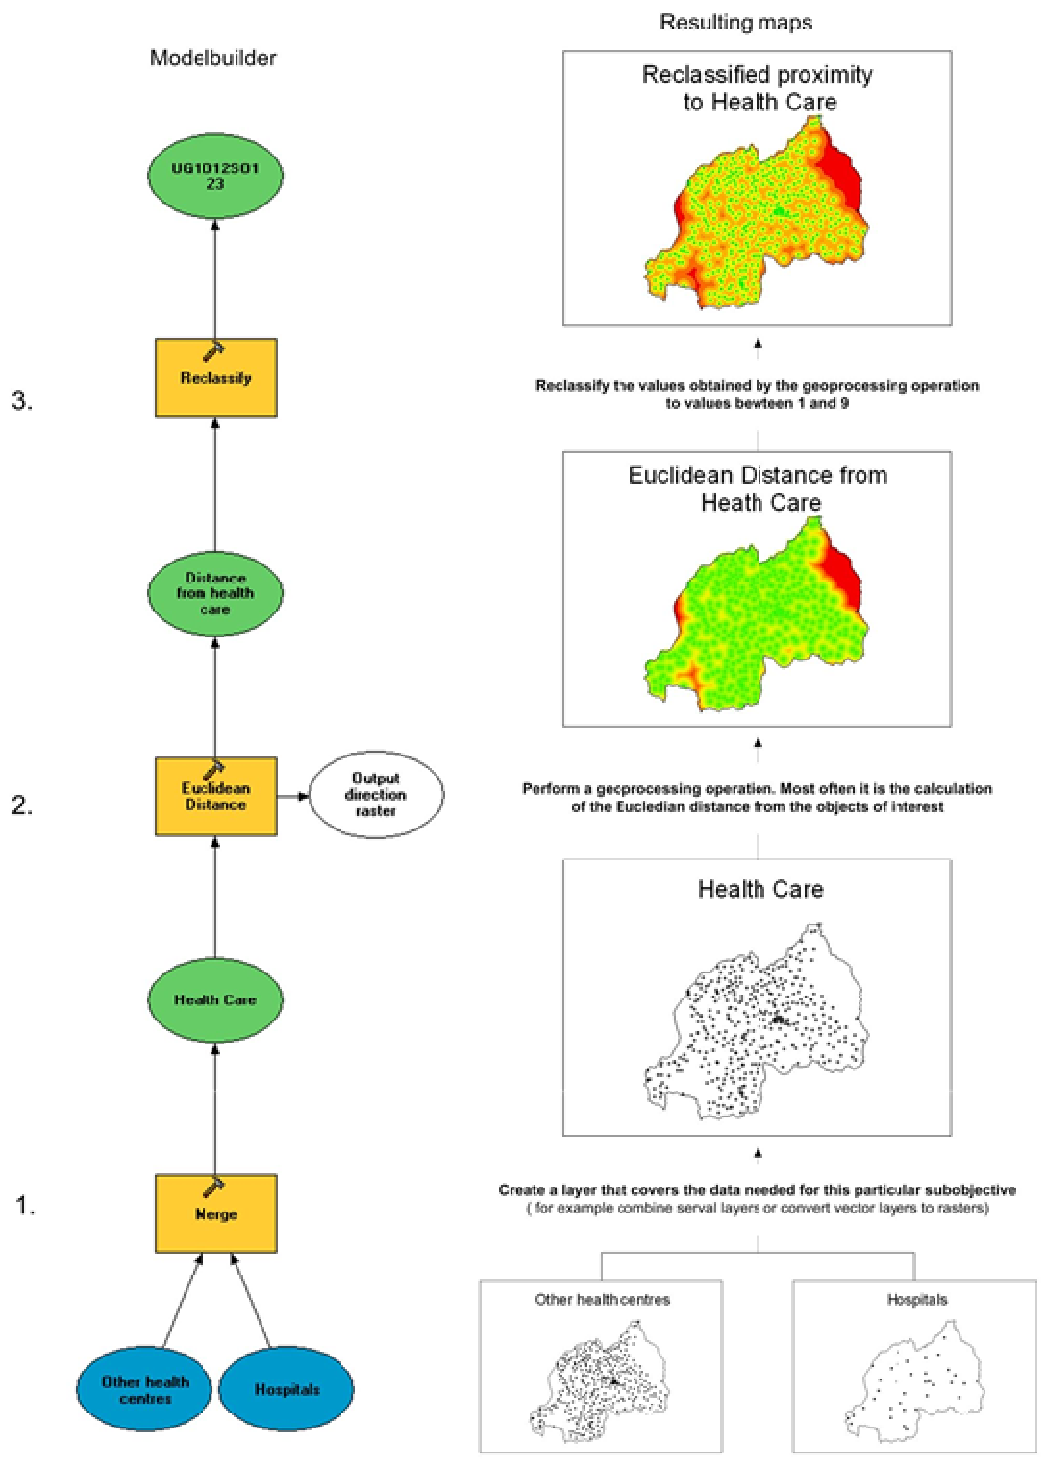 Resulting maps
Modelbuilder
Reclassified proximity
to Health Care
UG1012SO1
23
Reclassify
3.
Reclassify the values obtained by the geoprocessing operation
to values bewteen 1 and 9
Euclidean Distance from
Heath Care
Distance
from health
care
Euclidean
Distance
Output
direction
raster
2.
Perform a geoprocessing operation. Most often it is the calculation
of the Eucledian distance from the objects of interest
Health Care
Health Care
1.
Merge
Create a layer that covers the data needed for this particular subobjective
( for example combine serval layers or convert vector layers to rasters)
Other health centres
Hospitals
Other health
centres
Hospitals